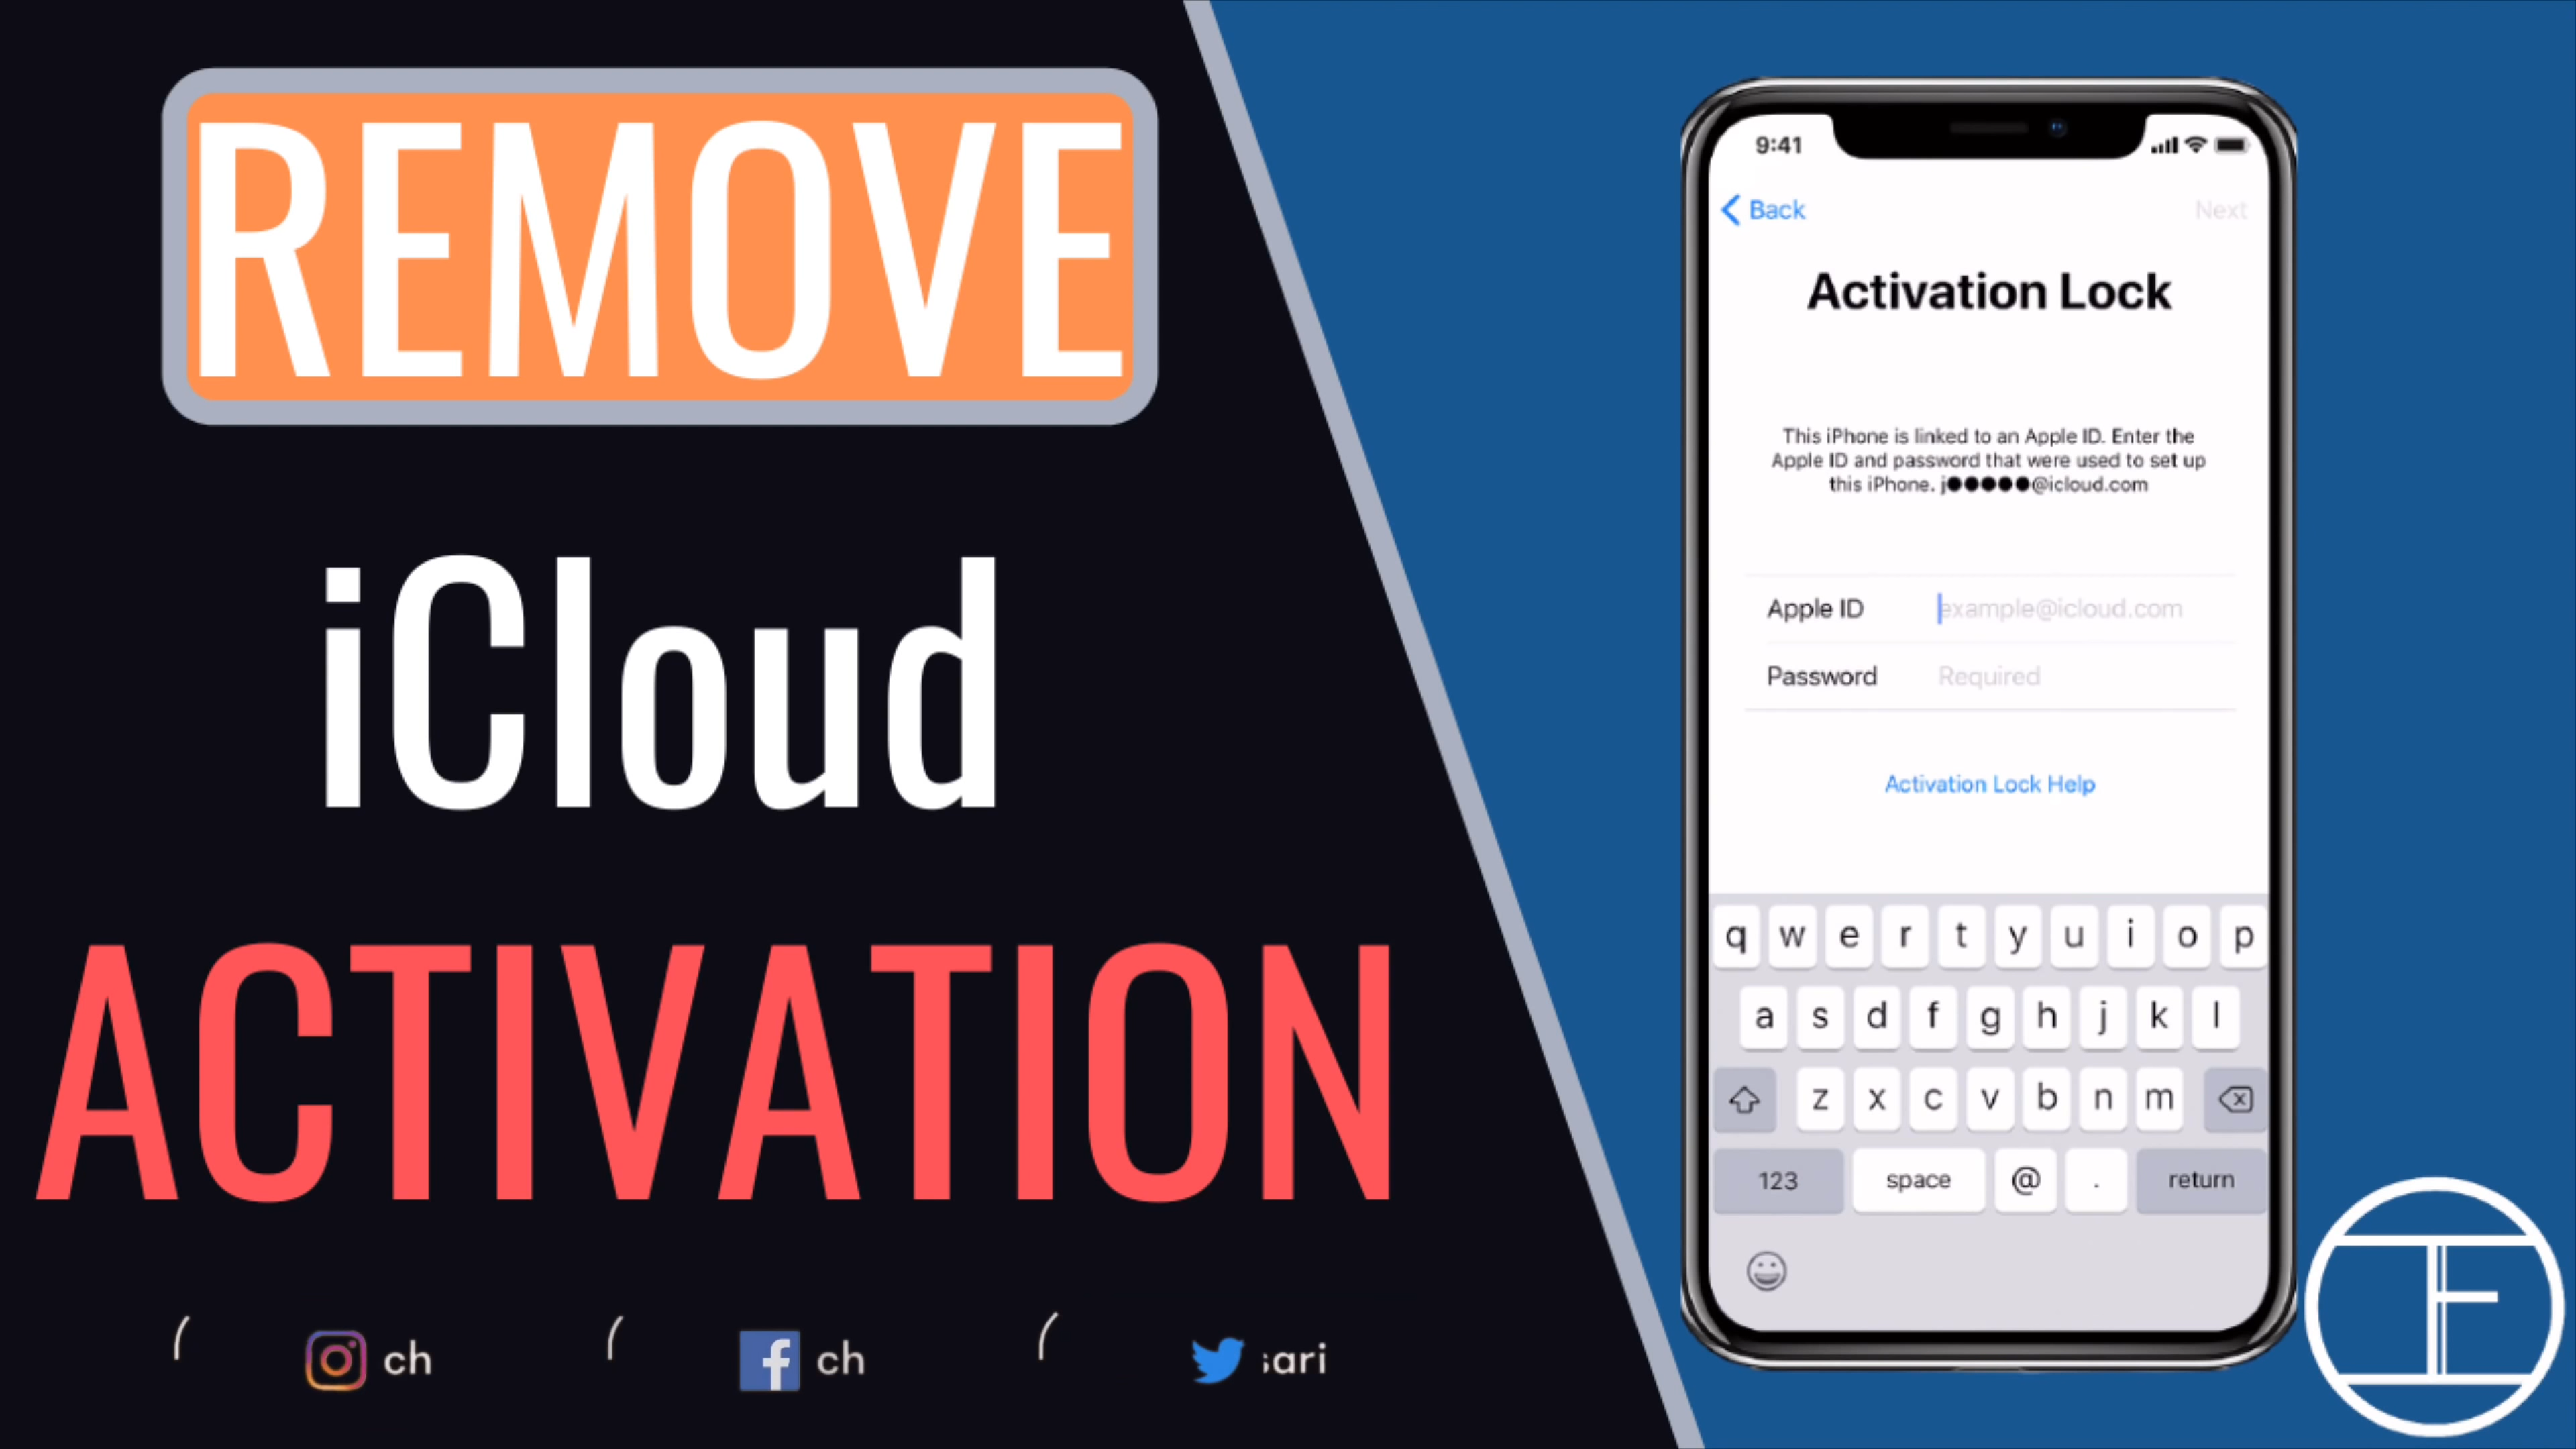 REMOVE
iCloud
ACTIVATION
ch
ch
sari
9:41
Back
Next
Activation Lock
This iPhone is linked to an Apple ID. Enter the
Apple ID and password that were used to set up
this iPhone. j●●●●●@icloud.com
Apple ID example@icloud.com
Password Required
Activation Lock Help
q w e r t y u i o p
a s d f g h j k l
z x c v b n m
123 space @ . return